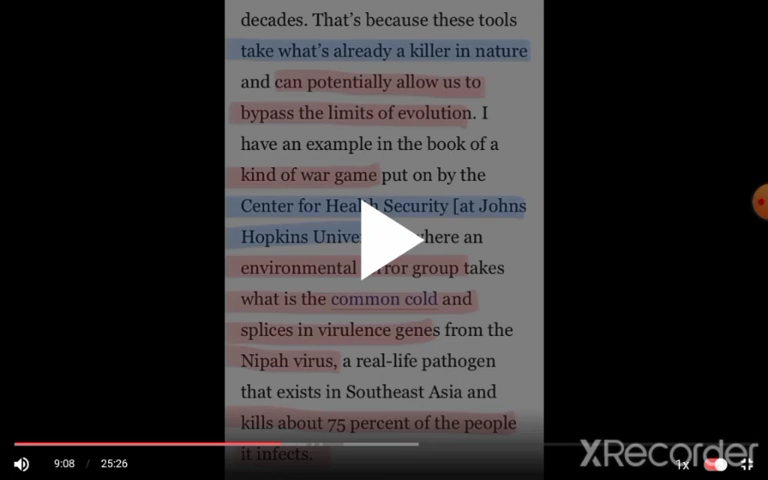 decades. That's because these tools
take what's already a killer in nature
and can potentially allow us to
bypass the limits of evolution. I
have an example in the book of a
kind of war game put on by the
Center for Health Security [at Johns
Hopkins where an
environmental terror group takes
what is the common cold and
splices in virulence genes from the
Nipah virus, a real-life pathogen
that exists in Southeast Asia and
kills about 75 percent of the people
it infects.
XRecorder
9:08 / 25:26
1x